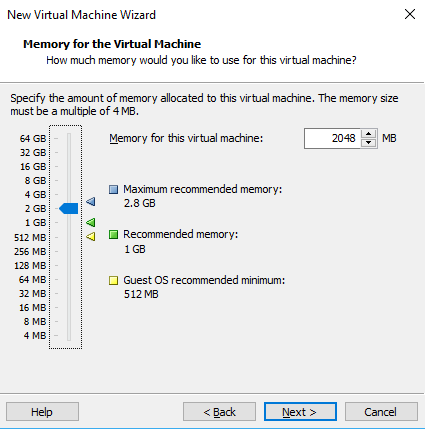 New Virtual Machine Wizard
Memory for the Virtual Machine
How much memory would you like to use for this virtual machine?
Specify the amount of memory allocated to this virtual machine. The memory size
must be a multiple of 4 MB.
64 GB
32 GB
16 GB
8 GB
4 GB
2 GB
1 GB
512 MB
256 MB
128 MB
64 MB
32 MB
16 MB
8 MB
4 MB
Memory for this virtual machine: 2048 MB
Maximum recommended memory:
2.8 GB
Recommended memory:
1 GB
Guest OS recommended minimum:
512 MB
Help < Back Next > Cancel